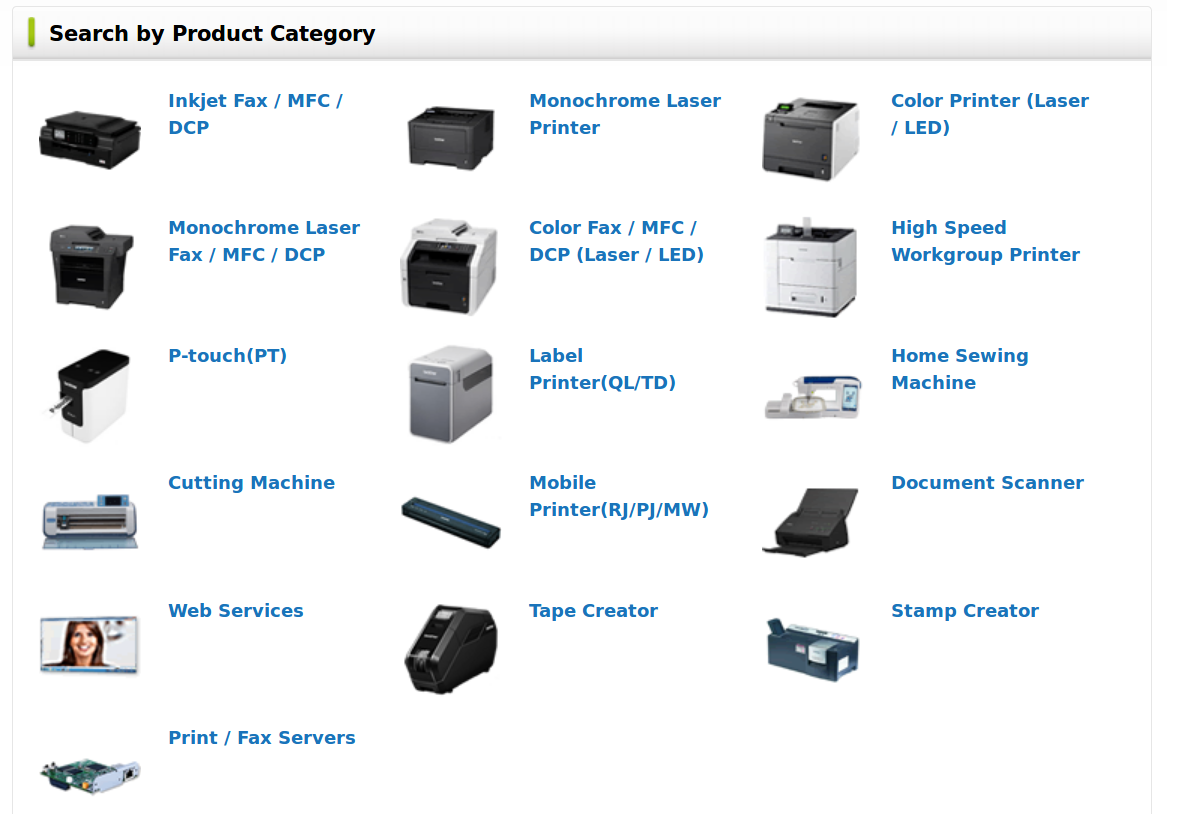 Search by Product Category
Inkjet Fax / MFC /
DCP
Monochrome Laser
Printer
Color Printer (Laser
/ LED)
Monochrome Laser
Fax / MFC / DCP
Color Fax / MFC /
DCP (Laser / LED)
High Speed
Workgroup Printer
P-touch(PT)
Label
Printer(QL/TD)
Home Sewing
Machine
Cutting Machine
Mobile
Printer(RJ/PJ/MW)
Document Scanner
Web Services
Tape Creator
Stamp Creator
Print / Fax Servers